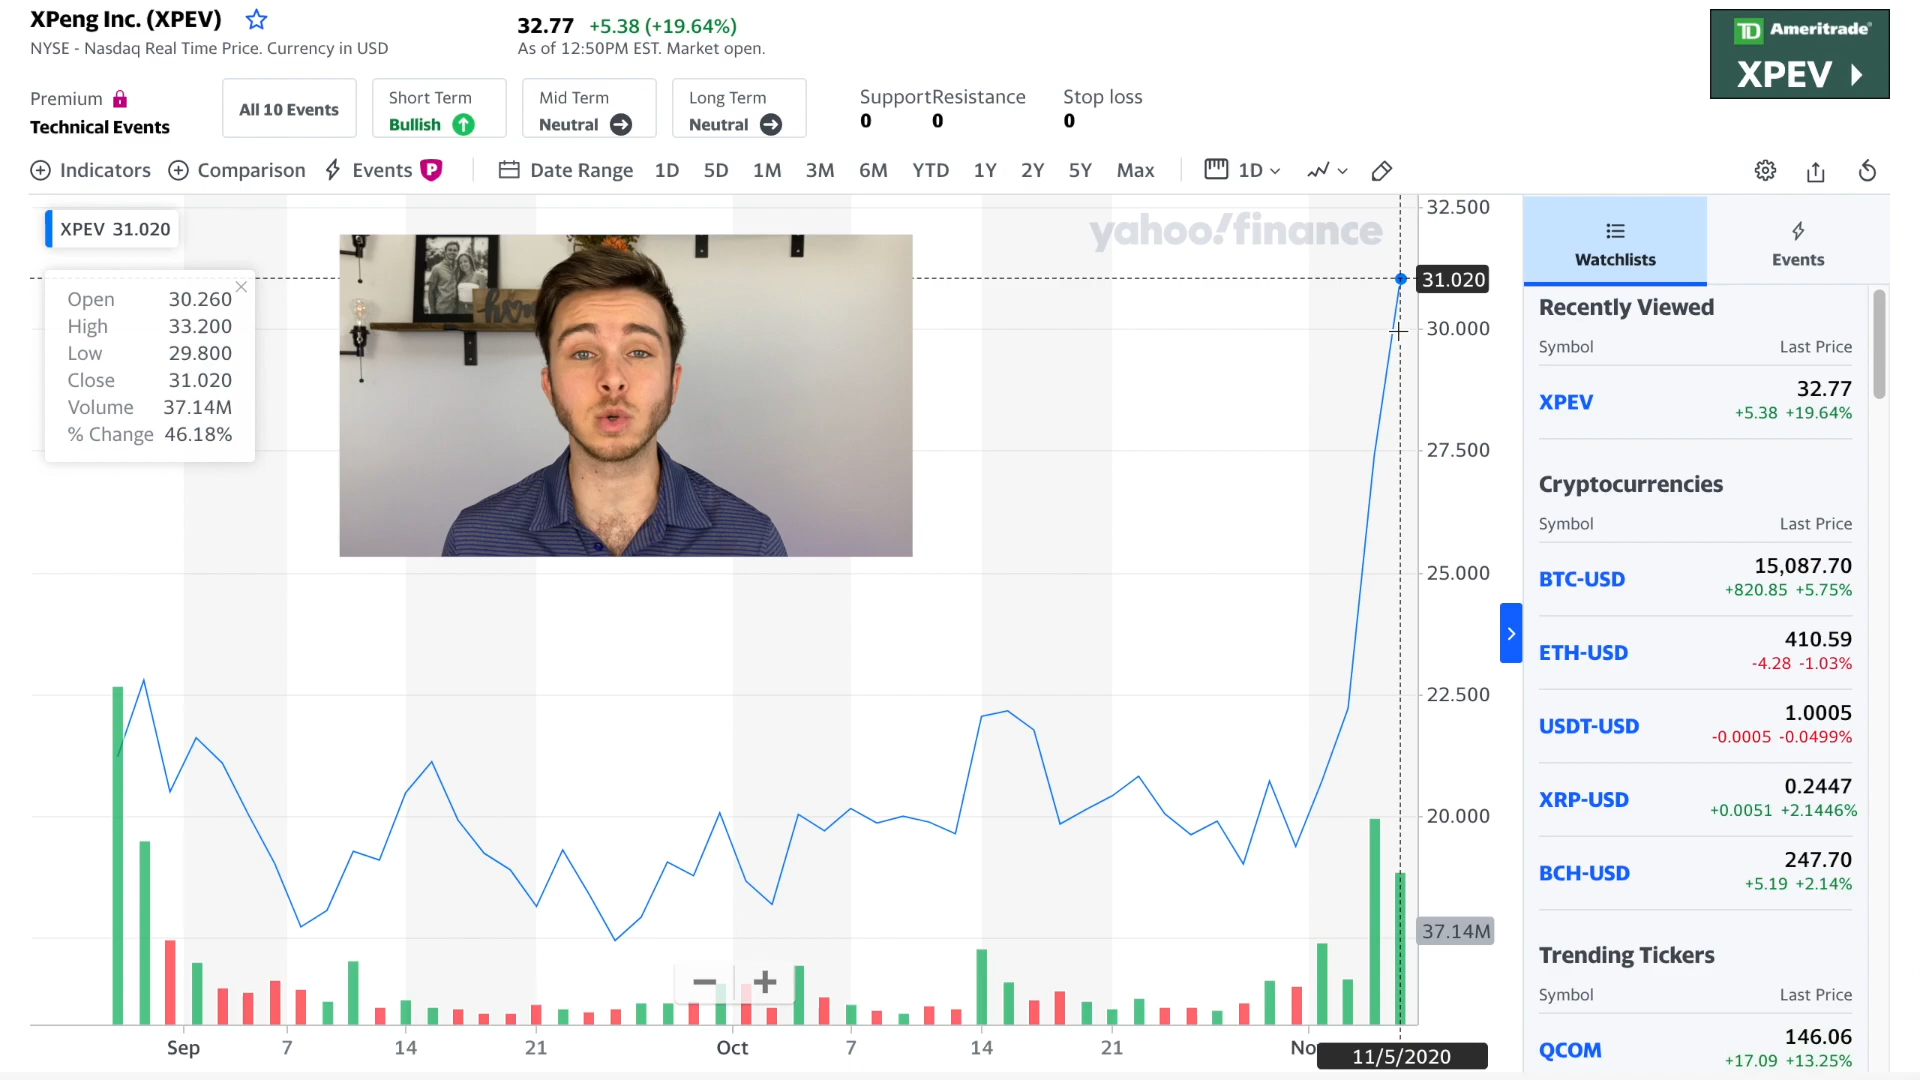 XPeng Inc. (XPEV)
32.77 +5.38 (+19.64%)
NYSE - Nasdaq Real Time Price. Currency in USD
As of 12:50PM EST. Market open.
TD Ameritrade
XPEV
Premium
Technical Events
All 10 Events
Short Term
Bullish
Mid Term
Neutral
Long Term
Neutral
Support Resistance
0 0
Stop loss
0
Indicators Comparison Events P Date Range 1D 5D 1M 3M 6M YTD 1Y 2Y 5Y Max 1D
XPEV 31.020
Open 30.260
High 33.200
Low 29.800
Close 31.020
Volume 37.14M
% Change 46.18%
yahoo!finance
32.500
31.020
30.000
27.500
25.000
22.500
20.000
37.14M
Sep 7 14 21 Oct 7 14 21 No
11/5/2020
Watchlists
Events
Recently Viewed
Symbol Last Price
XPEV 32.77
+5.38 +19.64%
Cryptocurrencies
Symbol Last Price
BTC-USD 15,087.70
+820.85 +5.75%
ETH-USD 410.59
-4.28 -1.03%
USDT-USD 1.0005
-0.0005 -0.0499%
XRP-USD 0.2447
+0.0051 +2.1446%
BCH-USD 247.70
+5.19 +2.14%
Trending Tickers
Symbol Last Price
QCOM 146.06
+17.09 +13.25%